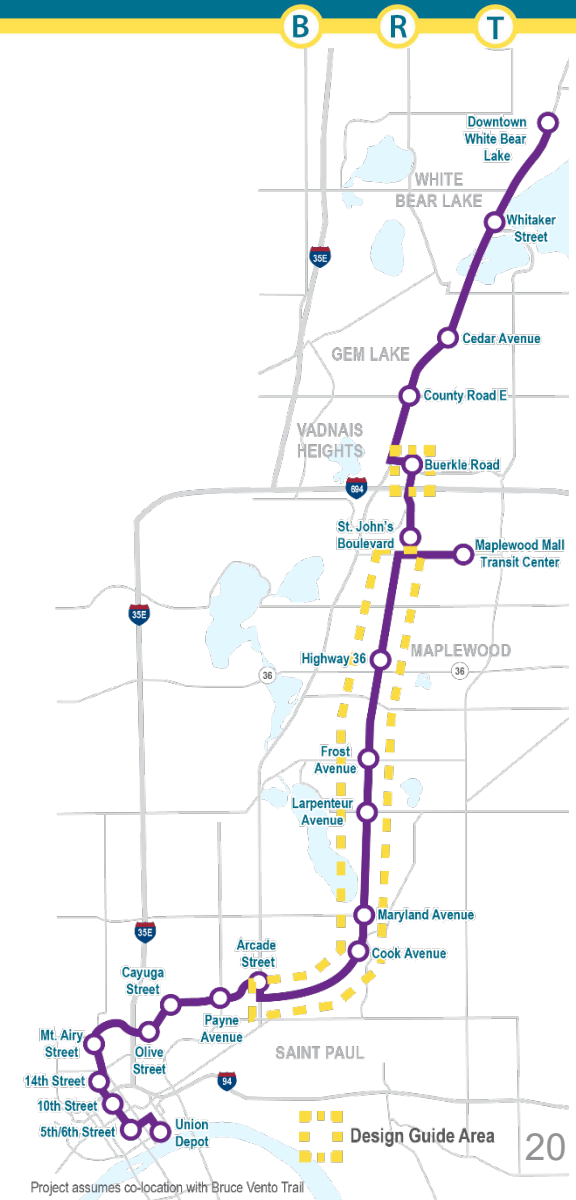 B R T
Downtown
White Bear
Lake
WHITE
BEAR LAKE
Whitaker
Street
35E
Cedar Avenue
GEM LAKE
County Road E
VADNAIS
HEIGHTS
Buerkle Road
694
St. John's
Boulevard
Maplewood Mall
Transit Center
35E
MAPLEWOOD
Highway 36
36
36
Frost
Avenue
Larpenteur
Avenue
Maryland Avenue
35E
Arcade
Street
Cook Avenue
Cayuga
Street
Payne
Avenue
Mt. Airy
Street
Olive
Street
SAINT PAUL
14th Street
94
10th Street
5th/6th Street
Union
Depot
Design Guide Area
20
Project assumes co-location with Bruce Vento Trail